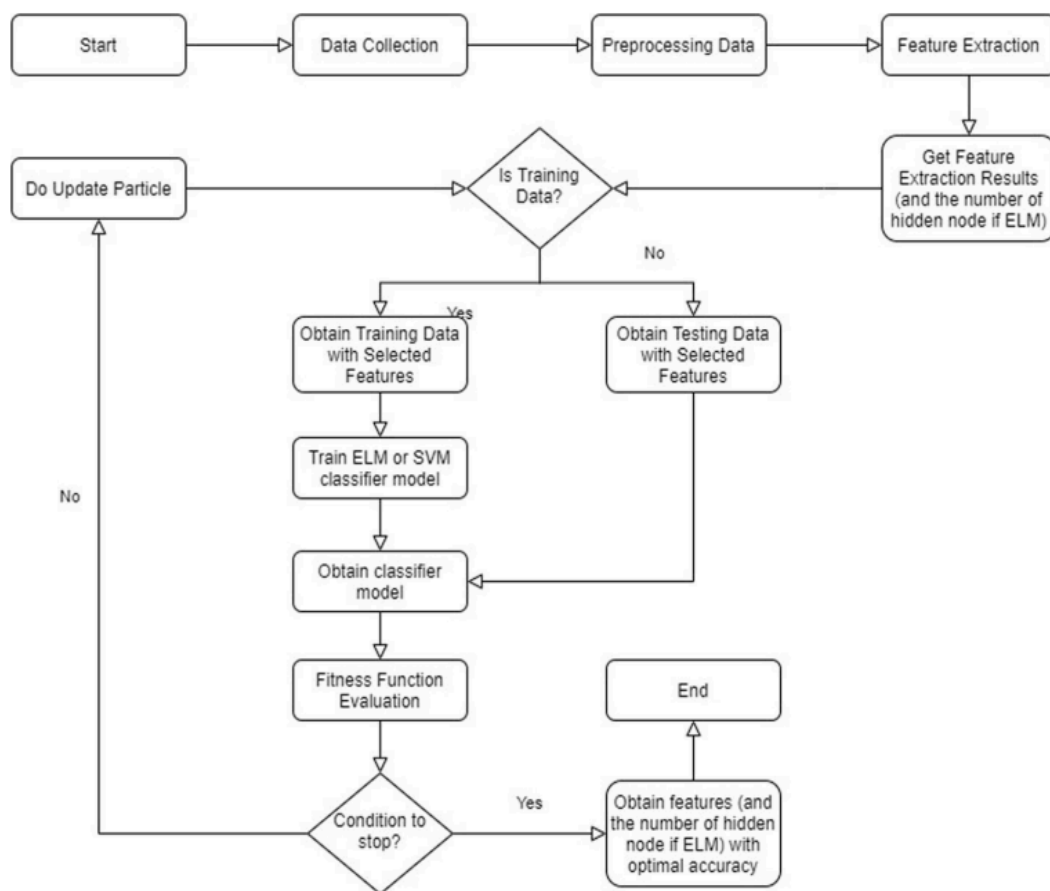 Start
Data Collection
Preprocessing Data
Feature Extraction
Do Update Particle
Is Training
Data?
Get Feature
Extraction Results
(and the number of
hidden node if ELM)
No
Yes
Obtain Training Data
with Selected
Features
Obtain Testing Data
with Selected
Features
Train ELM or SVM
classifier model
No
Obtain classifier
model
Fitness Function
Evaluation
End
Condition to
stop?
Yes
Obtain features (and
the number of hidden
node if ELM) with
optimal accuracy